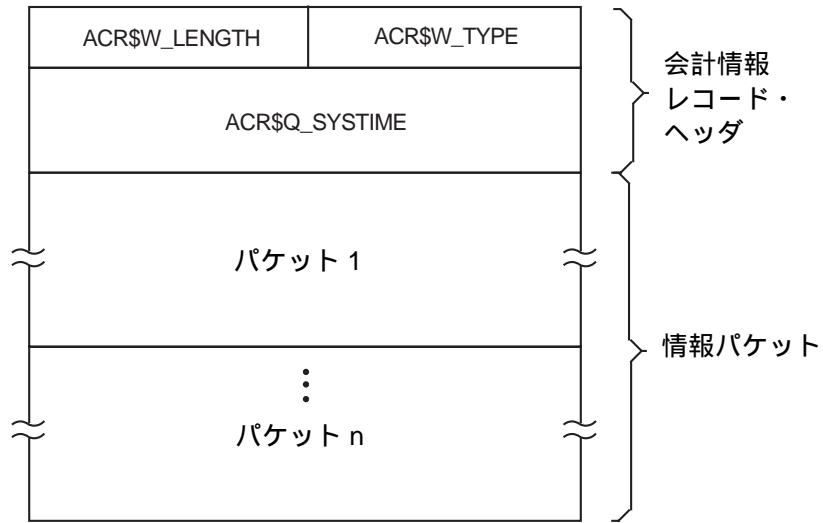 ACR$W_LENGTH
ACR$W_TYPE
ACR$Q_SYSTIME
会計情報
レコード・
ヘッダ
パケット 1
パケット n
情報パケット